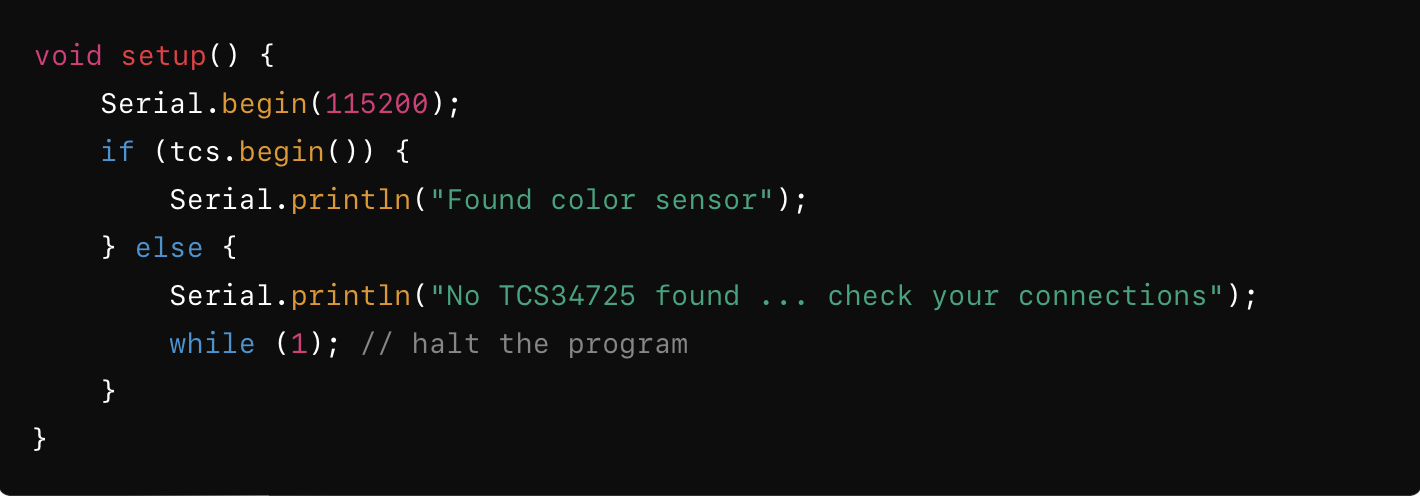 void setup() {
    Serial.begin(115200);
    if (tcs.begin()) {
        Serial.println("Found color sensor");
    } else {
        Serial.println("No TCS34725 found ... check your connections");
        while (1); // halt the program
    }
}